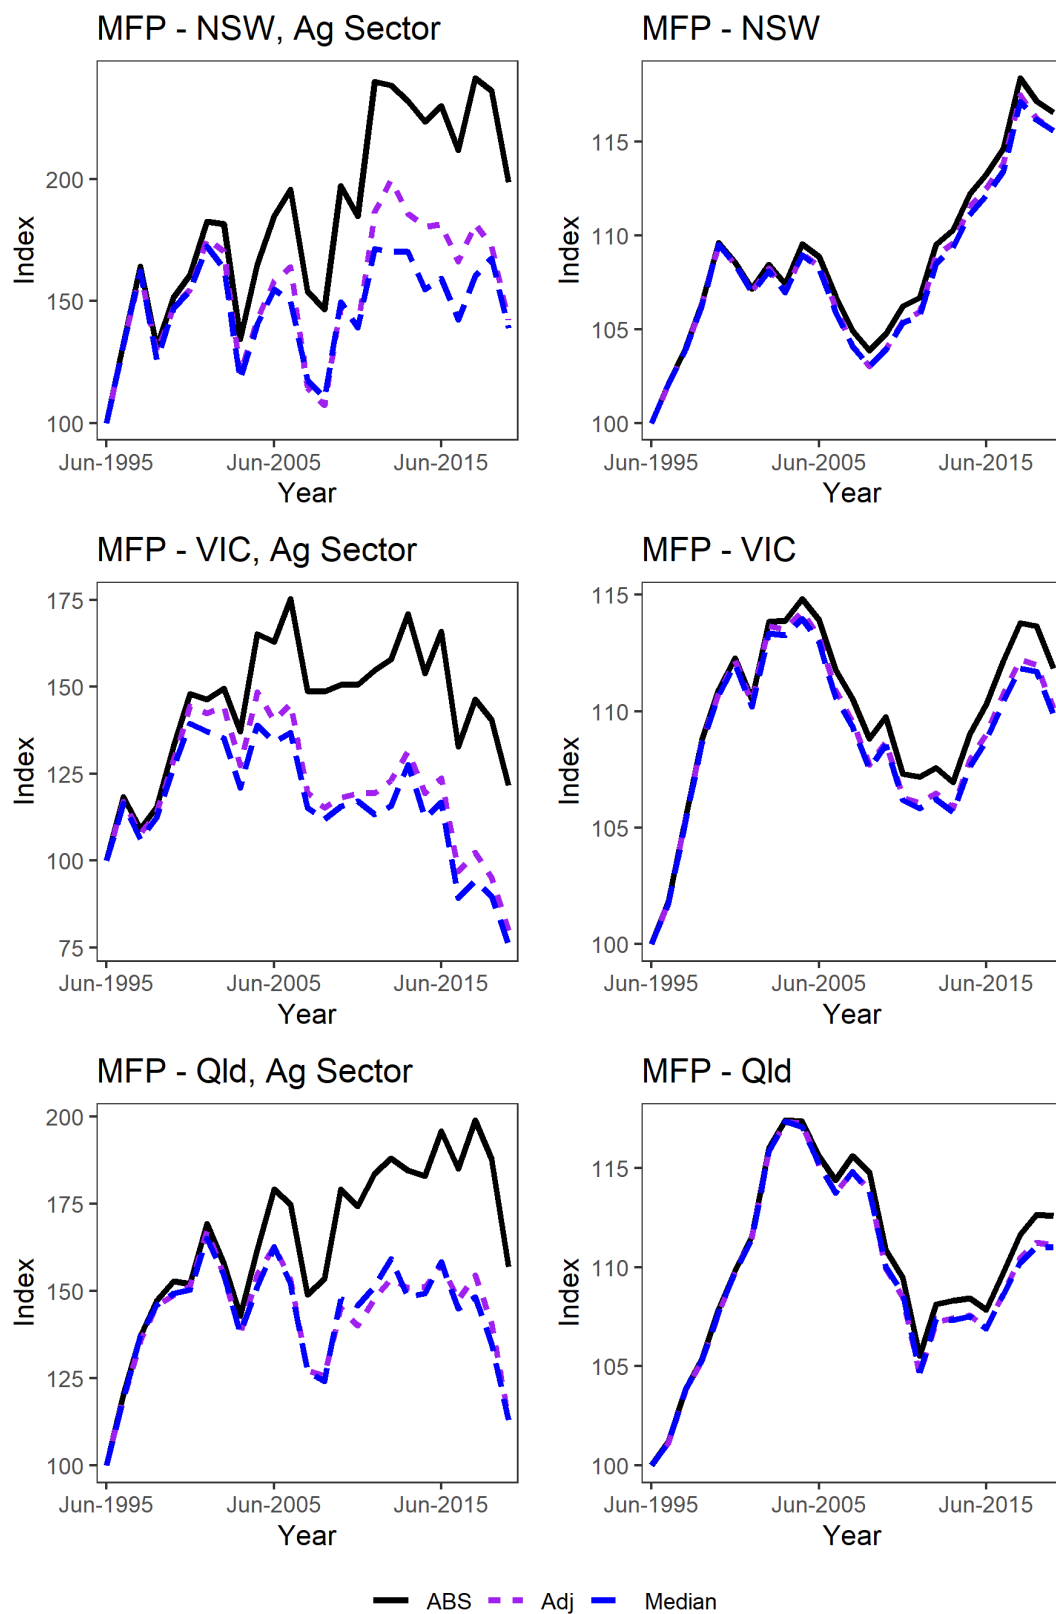 MFP - NSW, Ag Sector
MFP - NSW
Index
200
150
100
Jun-1995
Jun-2005
Jun-2015
Year
Index
115
110
105
100
Jun-1995
Jun-2005
Jun-2015
Year
MFP - VIC, Ag Sector
MFP - VIC
Index
175
150
125
100
75
Jun-1995
Jun-2005
Jun-2015
Year
Index
115
110
105
100
Jun-1995
Jun-2005
Jun-2015
Year
MFP - Qld, Ag Sector
MFP - Qld
Index
200
175
150
125
100
Jun-1995
Jun-2005
Jun-2015
Year
Index
115
110
105
100
Jun-1995
Jun-2005
Jun-2015
Year
ABS Adj Median